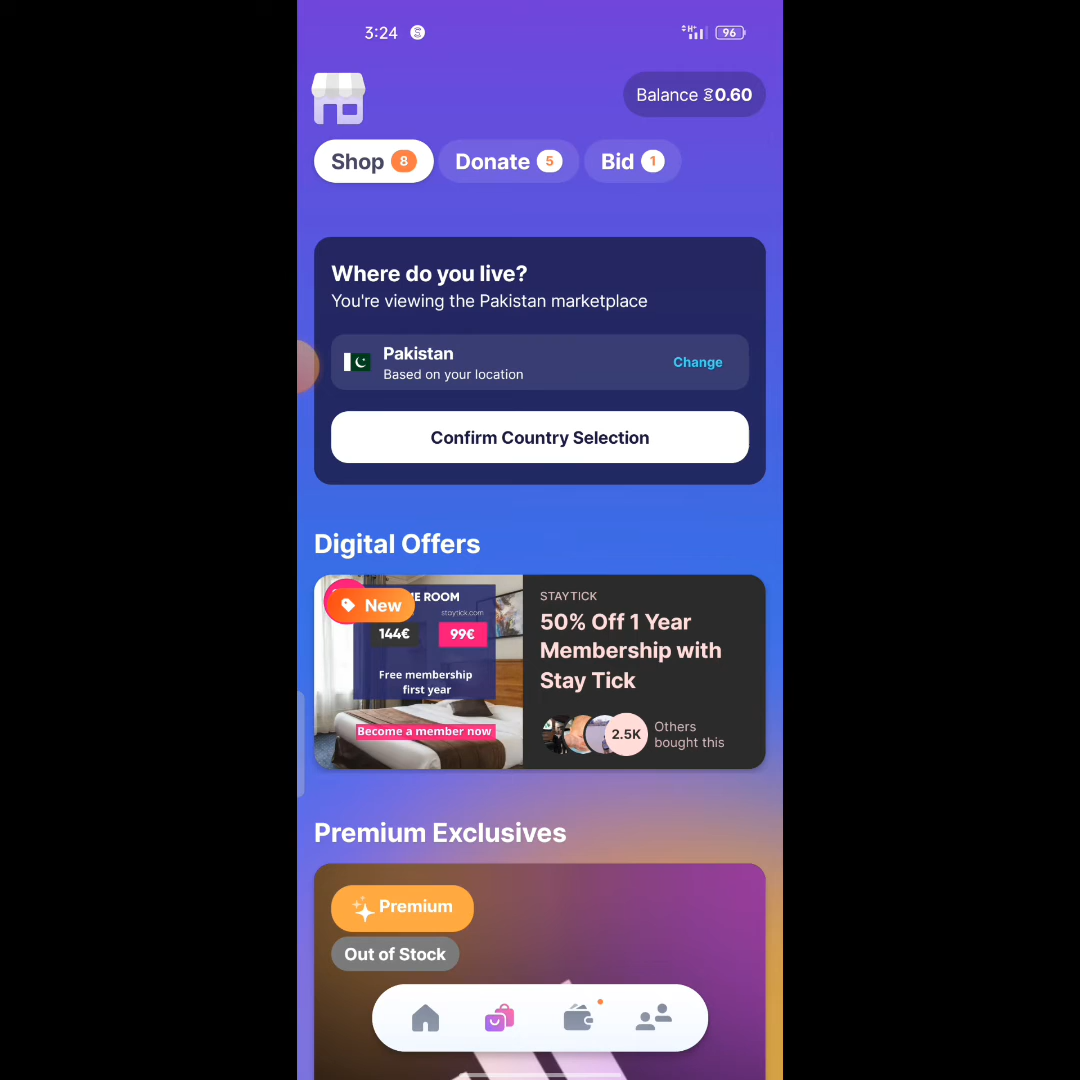 3:24
96
Balance 0.60
Shop 8
Donate 5
Bid 1
Where do you live?
You're viewing the Pakistan marketplace
Pakistan
Based on your location
Change
Confirm Country Selection
Digital Offers
New
ROOM
staytick.com
144€
99€
Free membership
first year
Become a member now
STAYTICK
50% Off 1 Year
Membership with
Stay Tick
2.5K
Others
bought this
Premium Exclusives
Premium
Out of Stock